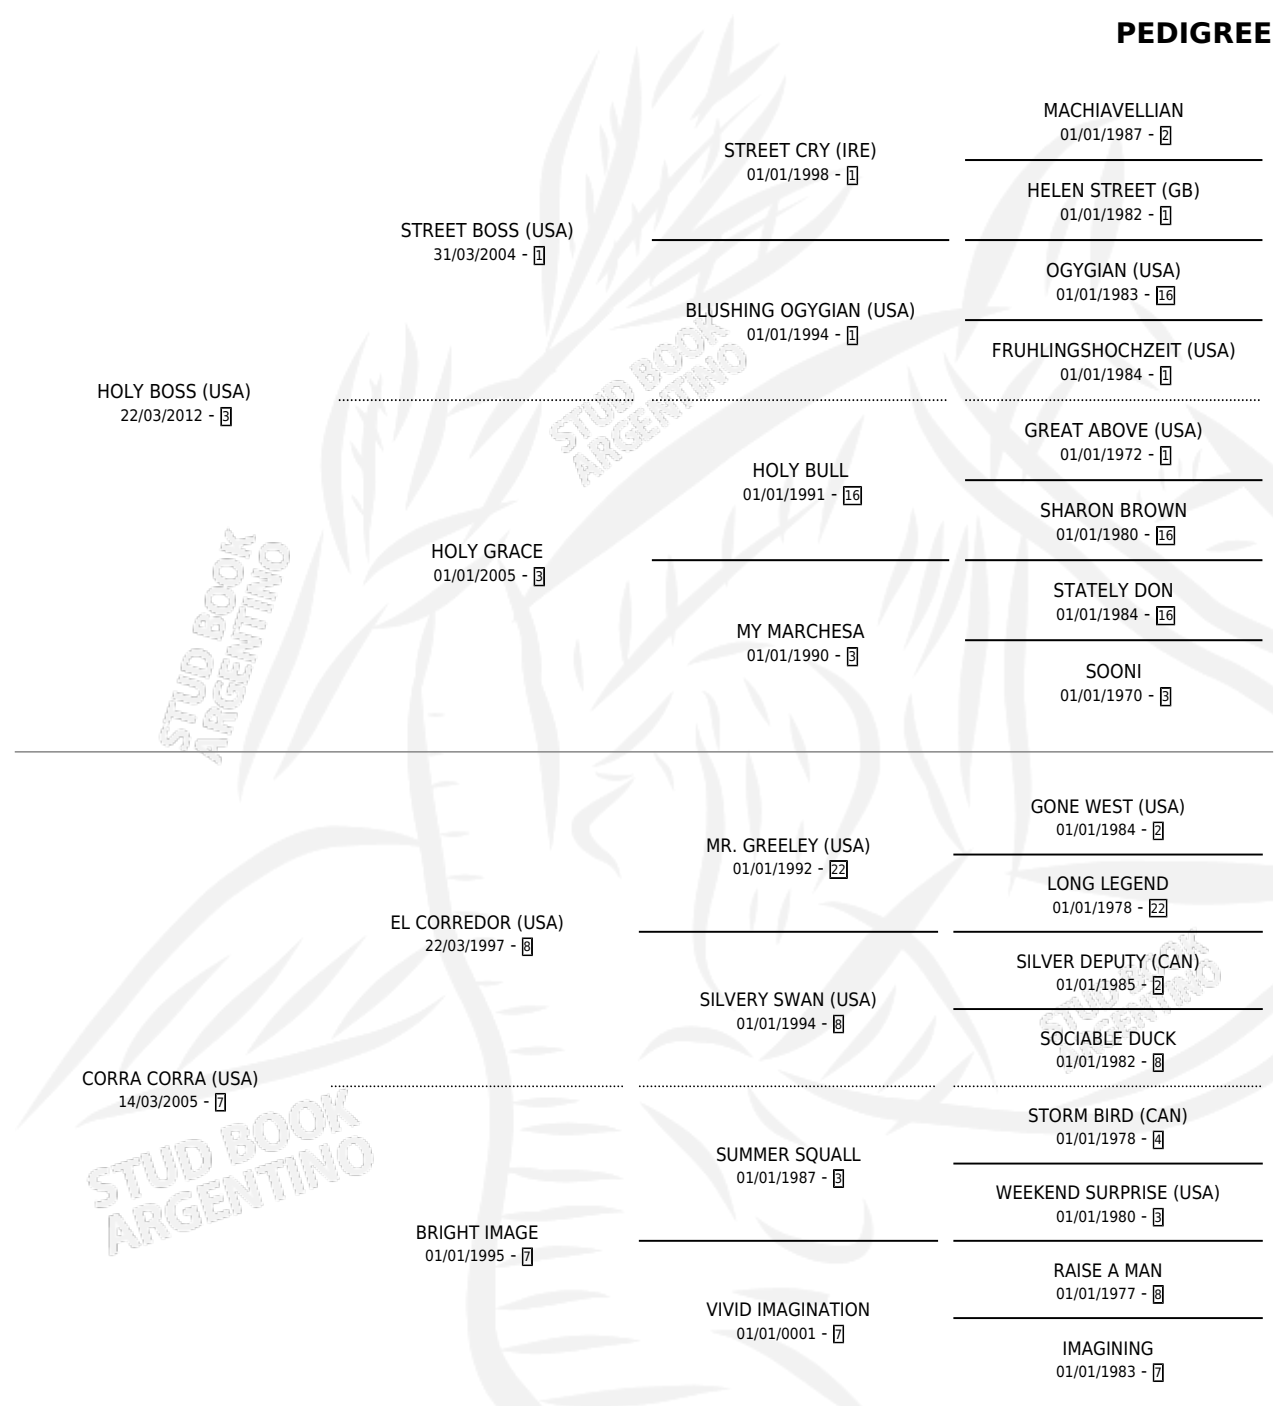 PEDIGREE
MACHIAVELLIAN
01/01/1987 - 2
STREET CRY (IRE)
01/01/1998 - 1
HELEN STREET (GB)
01/01/1982 - 1
STREET BOSS (USA)
31/03/2004 - 1
OGYGIAN (USA)
01/01/1983 - 16
BLUSHING OGYGIAN (USA)
01/01/1994 - 1
FRUHLINGSHOCHZEIT (USA)
01/01/1984 - 1
HOLY BOSS (USA)
22/03/2012 - 3
GREAT ABOVE (USA)
01/01/1972 - 1
HOLY BULL
01/01/1991 - 16
SHARON BROWN
01/01/1980 - 16
HOLY GRACE
01/01/2005 - 3
STATELY DON
01/01/1984 - 16
MY MARCHESA
01/01/1990 - 3
SOONI
01/01/1970 - 3
GONE WEST (USA)
01/01/1984 - 2
MR. GREELEY (USA)
01/01/1992 - 22
LONG LEGEND
01/01/1978 - 22
EL CORREDOR (USA)
22/03/1997 - 8
SILVER DEPUTY (CAN)
01/01/1985 - 2
SILVERY SWAN (USA)
01/01/1994 - 8
SOCIABLE DUCK
01/01/1982 - 8
CORRA CORRA (USA)
14/03/2005 - 7
STORM BIRD (CAN)
01/01/1978 - 4
SUMMER SQUALL
01/01/1987 - 3
WEEKEND SURPRISE (USA)
01/01/1980 - 3
BRIGHT IMAGE
01/01/1995 - 7
RAISE A MAN
01/01/1977 - 8
VIVID IMAGINATION
01/01/0001 - 7
IMAGINING
01/01/1983 - 7
STUD BOOK
ARGENTINO
STUD BOOK
ARGENTINO
STUD BOOK
ARGENTINO
STUD BOOK
ARGENTINO